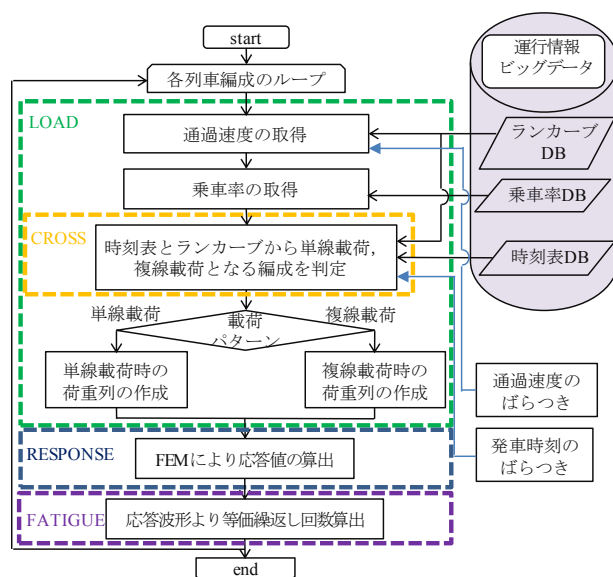 start
各列車編成のループ
運行情報
ビッグデータ
LOAD
通過速度の取得
ランカーブ
DB
乗車率の取得
乗車率DB
CROSS
時刻表とランカーブから単線載荷,
複線載荷となる編成を判定
時刻表DB
単線載荷
複線載荷
載荷
パターン
単線載荷時の
荷重列の作成
複線載荷時の
荷重列の作成
通過速度の
ばらつき
発車時刻の
ばらつき
RESPONSE
FEMにより応答値の算出
FATIGUE
応答波形より等価繰返し回数算出
end